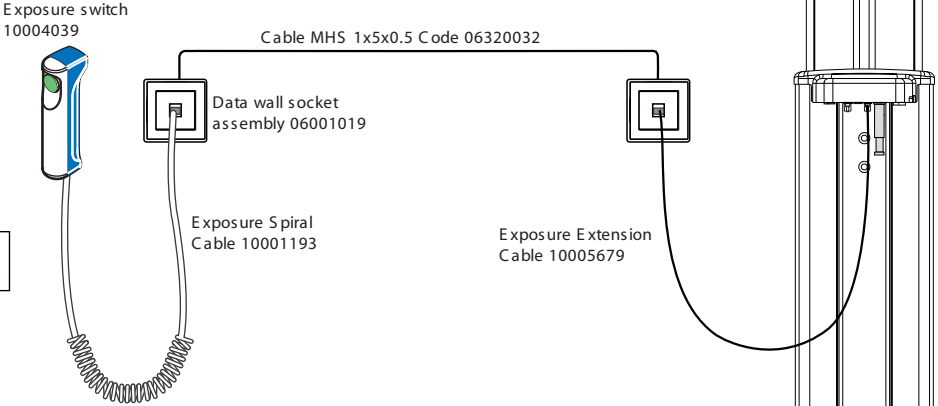 Exposure switch
10004039
Cable MHS 1x5x0.5 Code 06320032
Data wall socket
assembly 06001019
Exposure Spiral
Cable 10001193
Exposure Extension
Cable 10005679